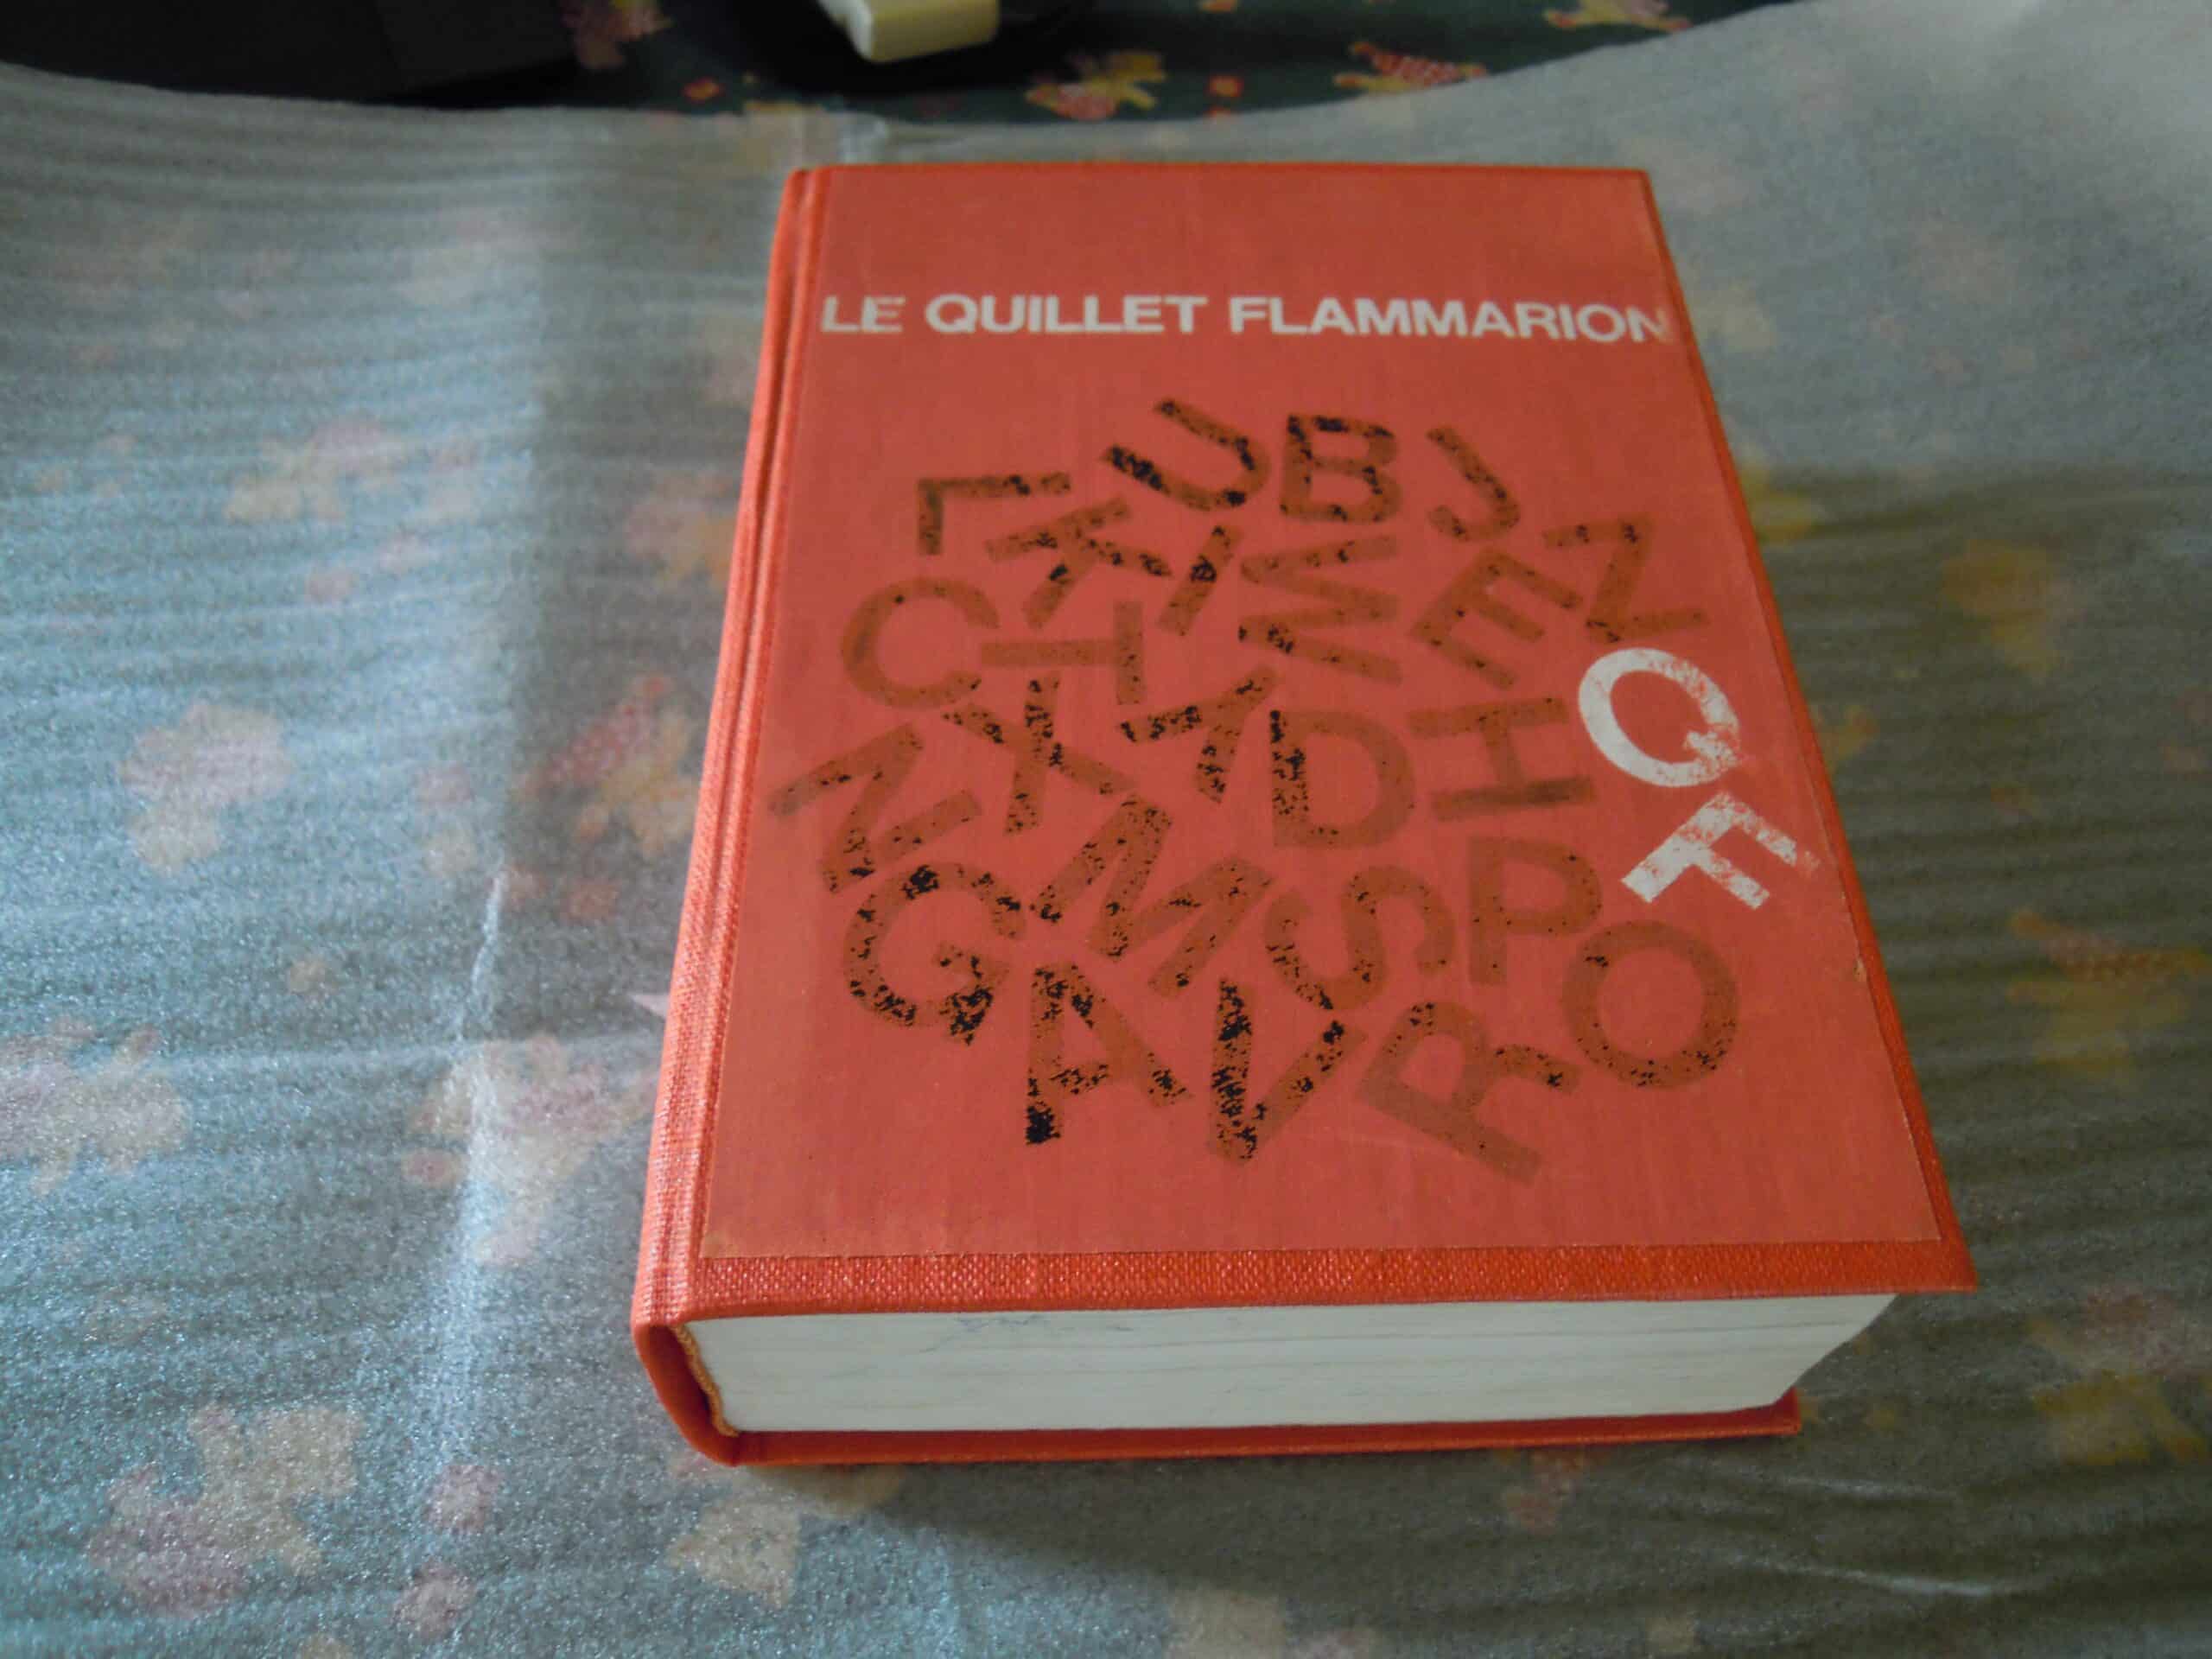 LE QUILLET FLAMMARION
U B J
L K I W E Z
C T Q
N X Y D H F
G M S P O
A V R